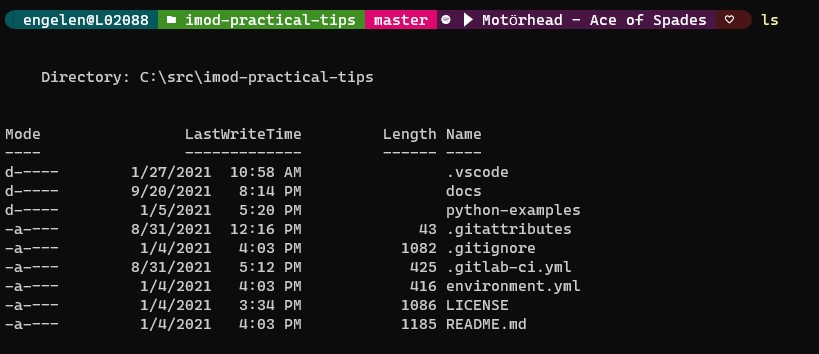 engelen@L02088 imod-practical-tips master Motörhead - Ace of Spades ls
Directory: C:\src\imod-practical-tips
Mode LastWriteTime Length Name
---- ------------- ------ ----
d----- 1/27/2021 10:58 AM .vscode
d----- 9/20/2021 8:14 PM docs
d----- 1/5/2021 5:20 PM python-examples
-a---- 8/31/2021 12:16 PM 43 .gitattributes
-a---- 1/4/2021 4:03 PM 1082 .gitignore
-a---- 8/31/2021 5:12 PM 425 .gitlab-ci.yml
-a---- 1/4/2021 4:03 PM 416 environment.yml
-a---- 1/4/2021 3:34 PM 1086 LICENSE
-a---- 1/4/2021 4:03 PM 1185 README.md